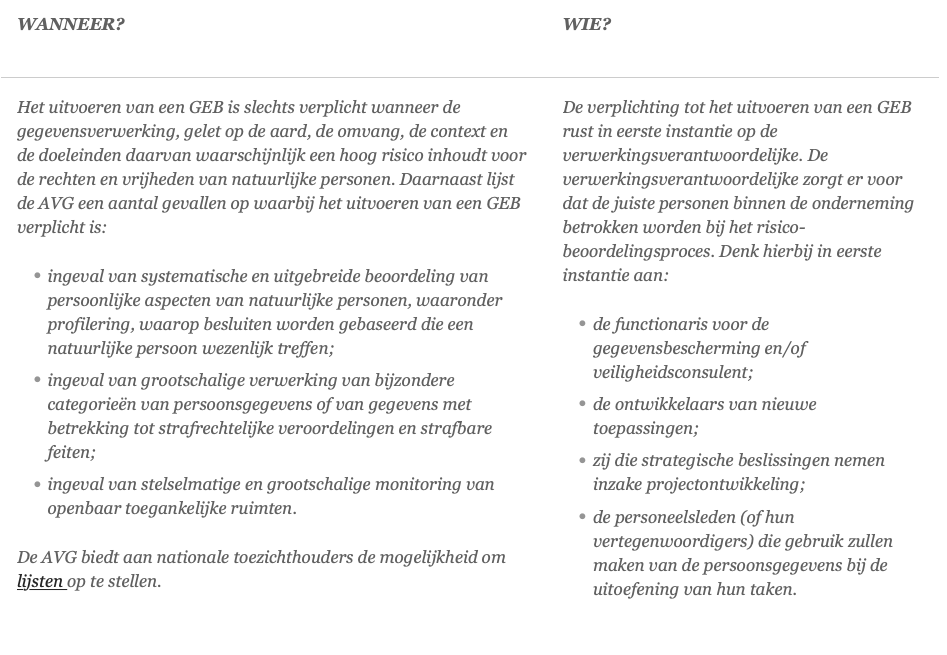 WANNEER?
Het uitvoeren van een GEB is slechts verplicht wanneer de
gegevensverwerking, gelet op de aard, de omvang, de context en
de doeleinden daarvan waarschijnlijk een hoog risico inhoudt voor
de rechten en vrijheden van natuurlijke personen. Daarnaast lijst
de AVG een aantal gevallen op waarbij het uitvoeren van een GEB
verplicht is:
• ingeval van systematische en uitgebreide beoordeling van
persoonlijke aspecten van natuurlijke personen, waaronder
profilering, waarop besluiten worden gebaseerd die een
natuurlijke persoon wezenlijk treffen;
• ingeval van grootschalige verwerking van bijzondere
categorieën van persoonsgegevens of van gegevens met
betrekking tot strafrechtelijke veroordelingen en strafbare
feiten;
• ingeval van stelselmatige en grootschalige monitoring van
openbaar toegankelijke ruimten.
De AVG biedt aan nationale toezichthouders de mogelijkheid om
lijsten op te stellen.
WIE?
De verplichting tot het uitvoeren van een GEB
rust in eerste instantie op de
verwerkingsverantwoordelijke. De
verwerkingsverantwoordelijke zorgt er voor
dat de juiste personen binnen de onderneming
betrokken worden bij het risico-
beoordelingsproces. Denk hierbij in eerste
instantie aan:
• de functionaris voor de
gegevensbescherming en/of
veiligheidsconsulent;
• de ontwikkelaars van nieuwe
toepassingen;
• zij die strategische beslissingen nemen
inzake projectontwikkeling;
• de personeelsleden (of hun
vertegenwoordigers) die gebruik zullen
maken van de persoonsgegevens bij de
uitoefening van hun taken.